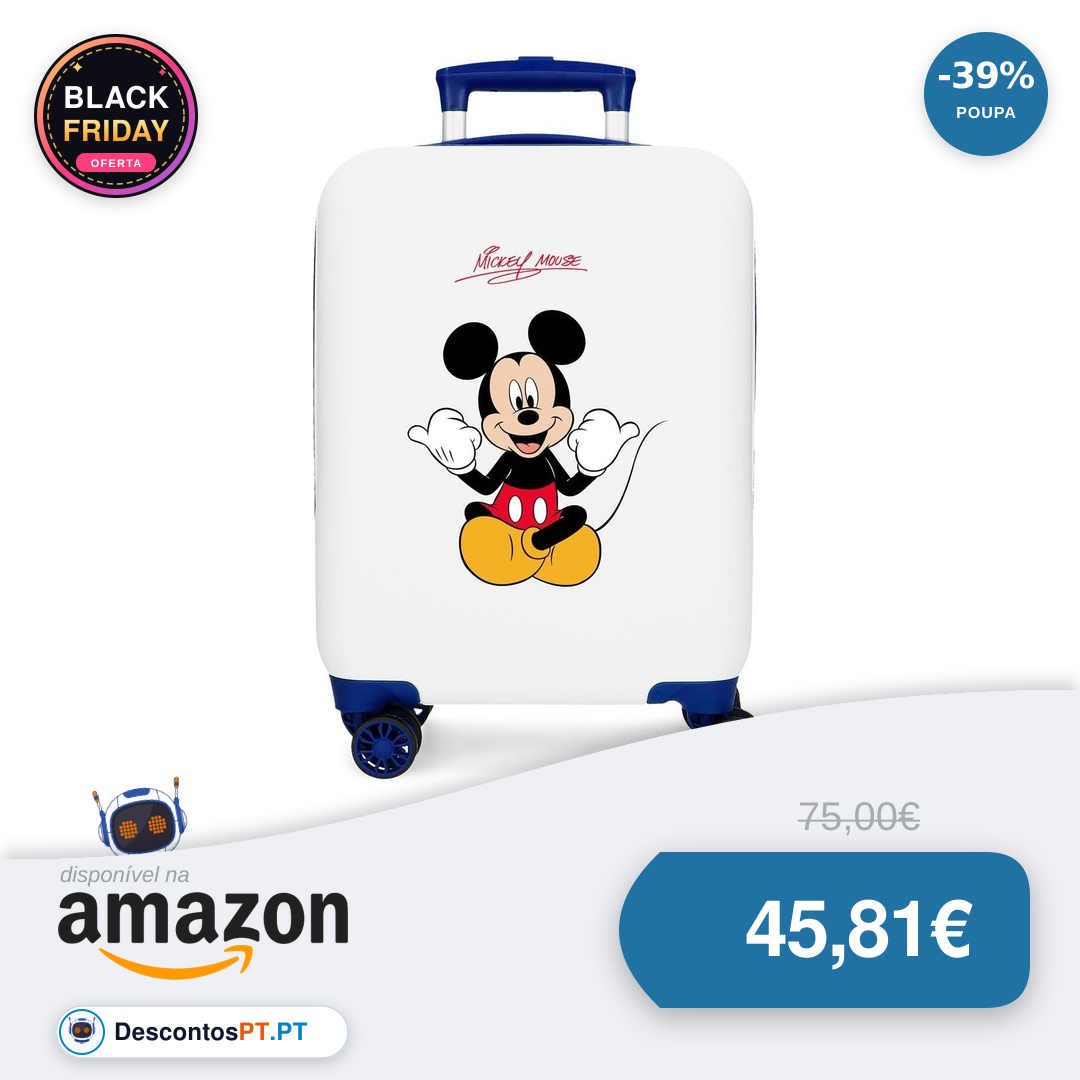 BLACK
FRIDAY
OFERTA
-39%
POUPA
Mickey Mouse
75,00€
disponível na
amazon
45,81€
DescontosPT.PT